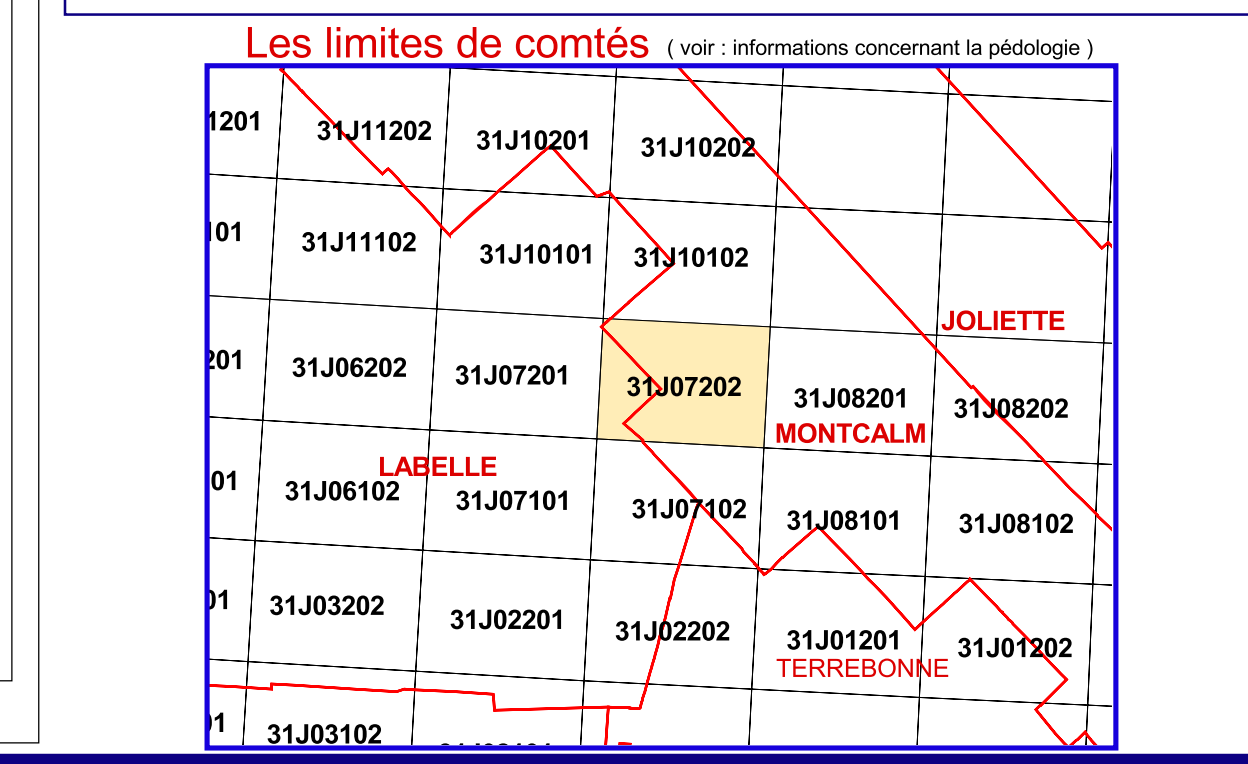 Les limites de comtés ( voir : informations concernant la pédologie )
1201 31J11202 31J10201 31J10202
101 31J11102 31J10101 31J10102
JOLIETTE
201 31J06202 31J07201 31J07202 31J08201 31J08202
MONTCALM
LABELLE
01 31J06102 31J07101 31J07102 31J08101 31J08102
01 31J03202 31J02201 31J02202 31J01201 31J01202
TERREBONNE
01 31J03102